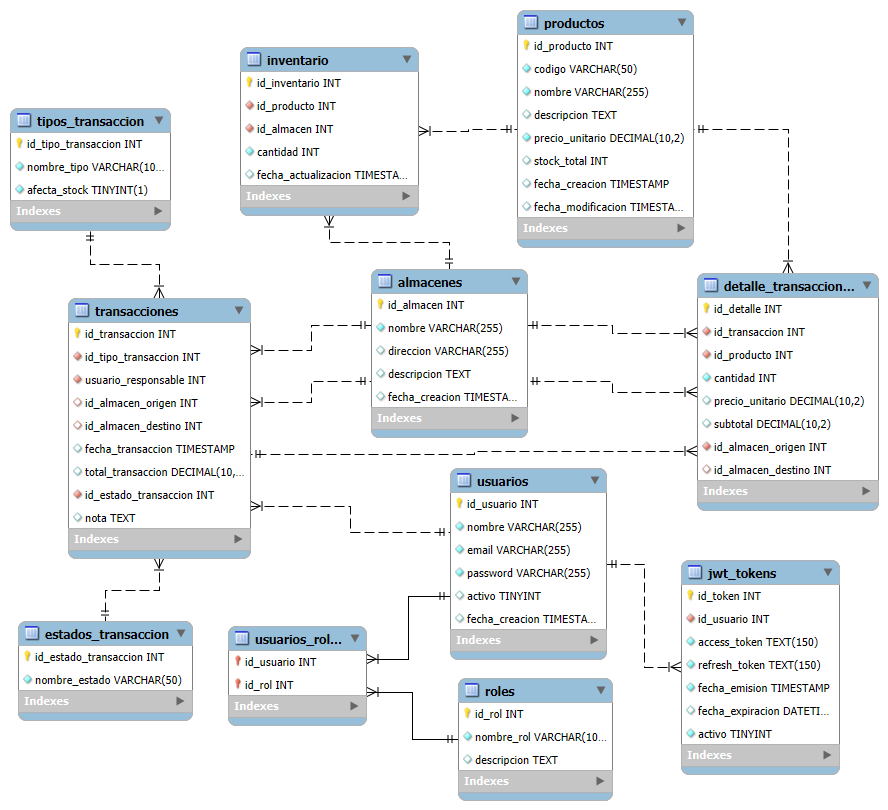 productos
id_producto INT
codigo VARCHAR(50)
nombre VARCHAR(255)
descripcion TEXT
precio_unitario DECIMAL(10,2)
stock_total INT
fecha_creacion TIMESTAMP
fecha_modificacion TIMESTA...
Indexes
inventario
id_inventario INT
id_producto INT
id_almacen INT
cantidad INT
fecha_actualizacion TIMESTA...
Indexes
tipos_transaccion
id_tipo_transaccion INT
nombre_tipo VARCHAR(10...
afecta_stock TINYINT(1)
Indexes
almacenes
id_almacen INT
nombre VARCHAR(255)
direccion VARCHAR(255)
descripcion TEXT
fecha_creacion TIMESTA...
Indexes
detalle_transaccion...
id_detalle INT
id_transaccion INT
id_producto INT
cantidad INT
precio_unitario DECIMAL(10,2)
subtotal DECIMAL(10,2)
id_almacen_origen INT
id_almacen_destino INT
Indexes
transacciones
id_transaccion INT
id_tipo_transaccion INT
usuario_responsable INT
id_almacen_origen INT
id_almacen_destino INT
fecha_transaccion TIMESTAMP
total_transaccion DECIMAL(10,...
id_estado_transaccion INT
nota TEXT
Indexes
usuarios
id_usuario INT
nombre VARCHAR(255)
email VARCHAR(255)
password VARCHAR(255)
activo TINYINT
fecha_creacion TIMESTA...
Indexes
jwt_tokens
id_token INT
id_usuario INT
access_token TEXT(150)
refresh_token TEXT(150)
fecha_emision TIMESTAMP
fecha_expiracion DATETI...
activo TINYINT
Indexes
estados_transaccion
id_estado_transaccion INT
nombre_estado VARCHAR(50)
Indexes
usuarios_rol...
id_usuario INT
id_rol INT
Indexes
roles
id_rol INT
nombre_rol VARCHAR(10...
descripcion TEXT
Indexes